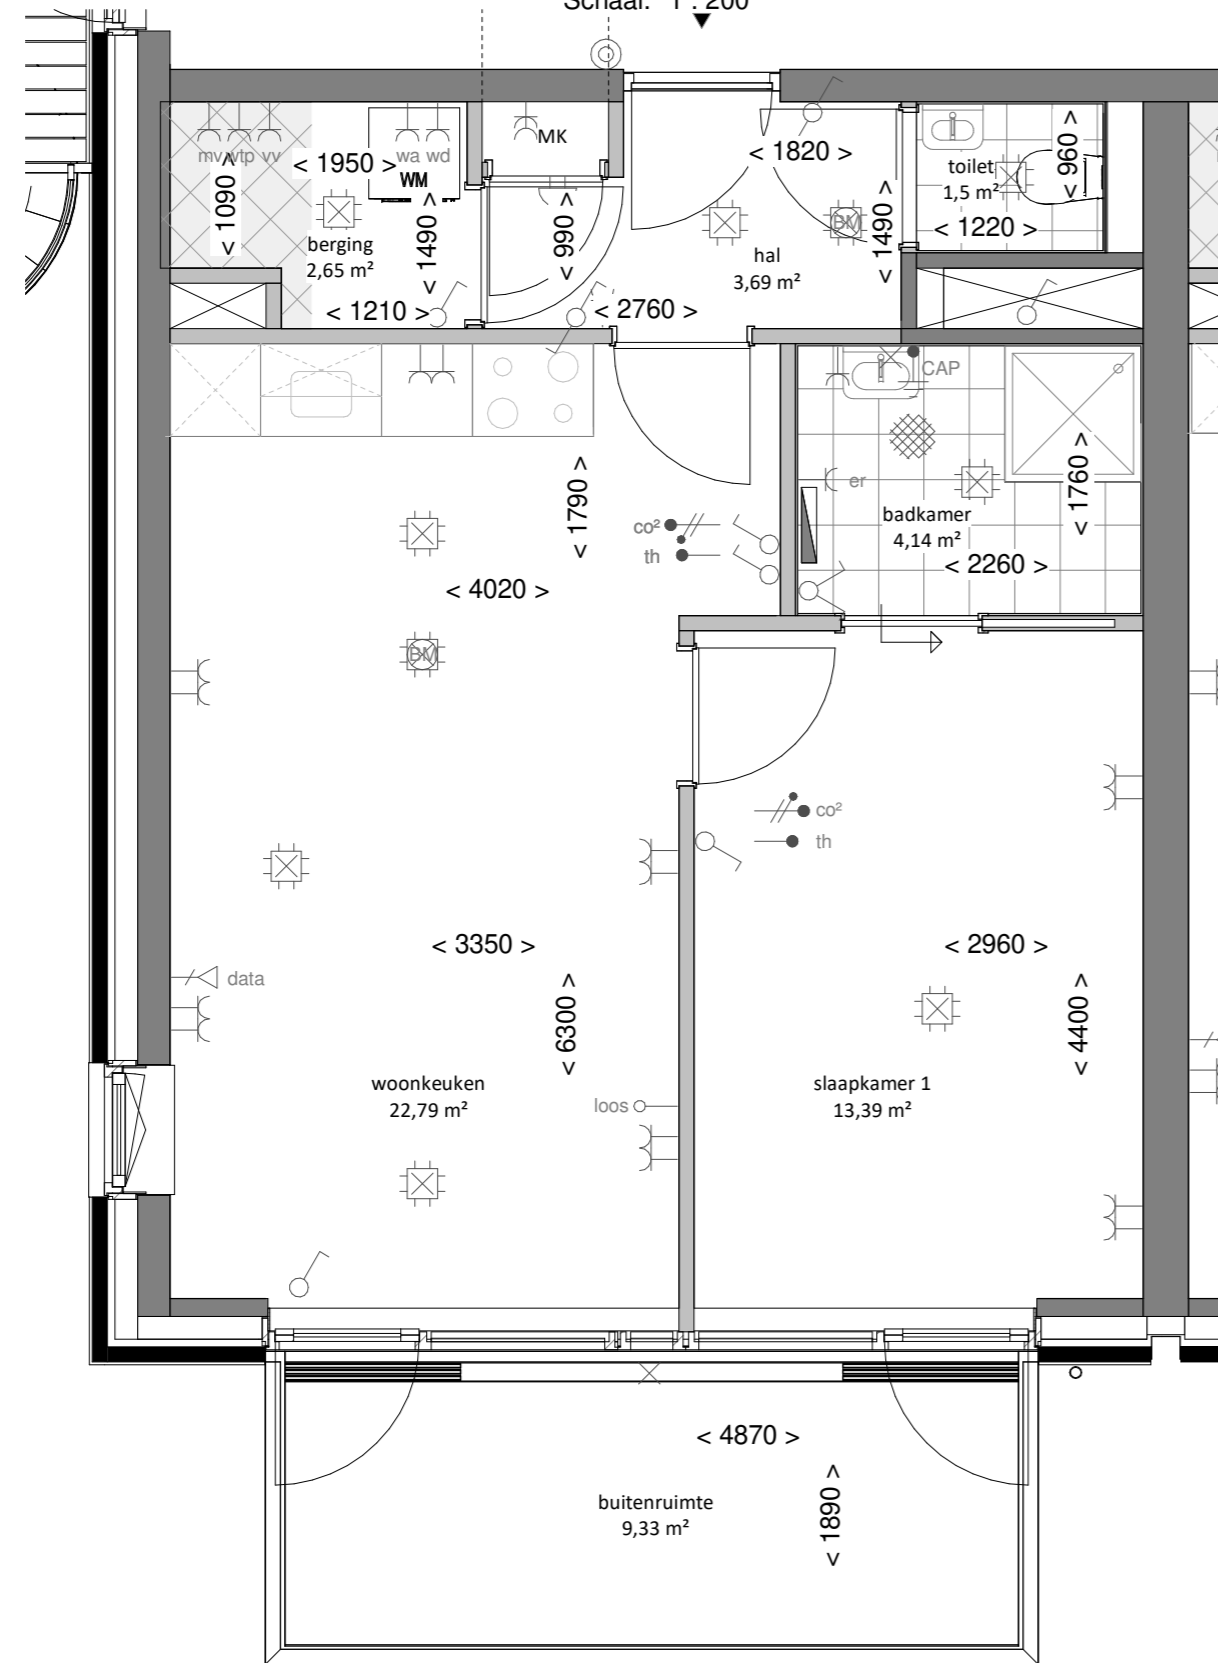 Schaal: 1 : 200
MK
mv wtp vv
< 1950 >
wa wd
WM
< 1090 >
berging
2,65 m²
< 1490 >
< 1210 >
< 990 >
< 2760 >
< 1820 >
BM
hal
3,69 m²
< 1490 >
toilet
1,5 m²
< 960 >
< 1220 >
CAP
er
badkamer
4,14 m²
< 1760 >
< 2260 >
< 1790 >
co²
th
< 4020 >
BM
co²
th
< 3350 >
data
< 6300 >
woonkeuken
22,79 m²
loos
< 2960 >
< 4400 >
slaapkamer 1
13,39 m²
< 4870 >
buitenruimte
9,33 m²
< 1890 >